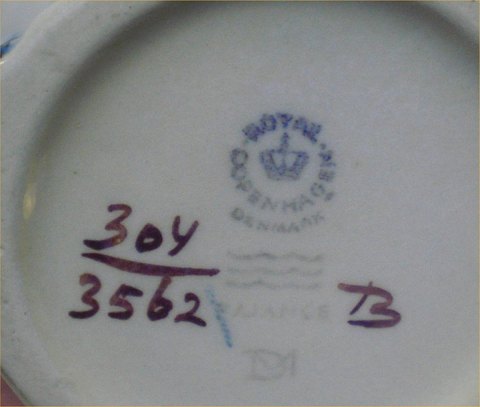 ROYAL
COPENHAGEN
DENMARK
304
3562
FAJANCE
B